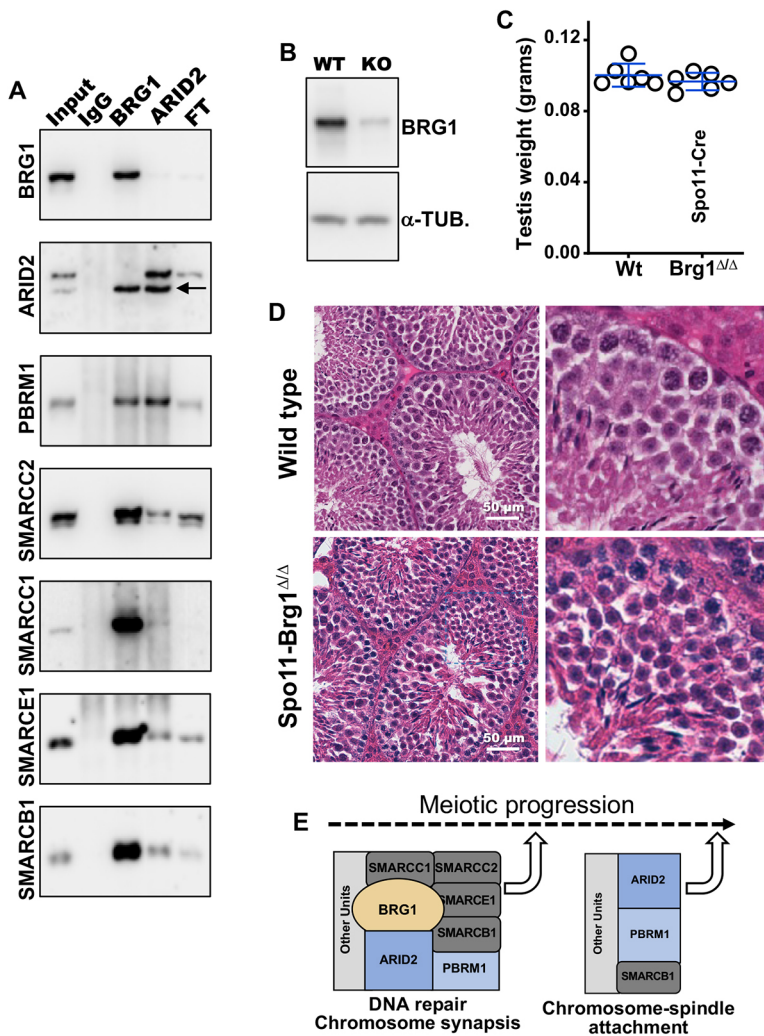 A
Input
IgG
BRG1
ARID2
FT
BRG1
ARID2
PBRM1
SMARCC2
SMARCC1
SMARCE1
SMARCB1
B
WT KO
BRG1
α-TUB.
C
Testis weight (grams)
0.12
0.08
0.04
0.00
Spo11-Cre
Wt
Brg1Δ/Δ
D
Wild type
50 µm
Spo11-Brg1Δ/Δ
50 µm
E
Meiotic progression
Other Units
SMARCC1
SMARCC2
BRG1
SMARCE1
SMARCB1
ARID2
PBRM1
DNA repair
Chromosome synapsis
Other Units
ARID2
PBRM1
SMARCB1
Chromosome-spindle
attachment